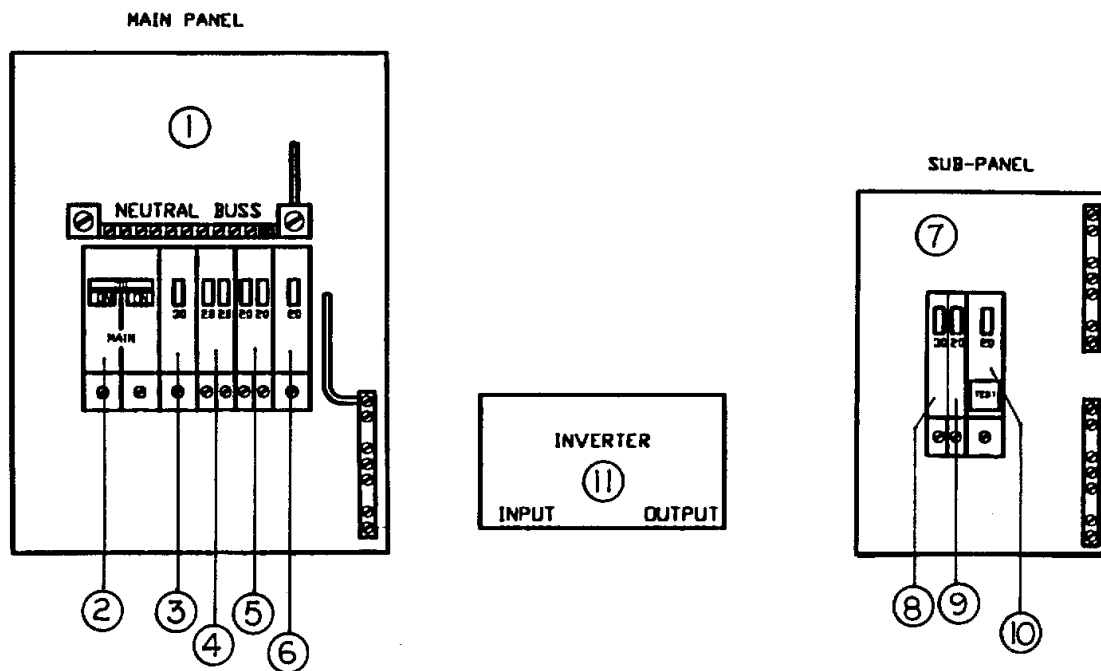 MAIN PANEL
1
NEUTRAL BUSS
MAIN
30 20 20 20 20 20
2 3 4 5 6
INVERTER
11
INPUT OUTPUT
SUB-PANEL
7
30 20 20
TEST
8 9 10